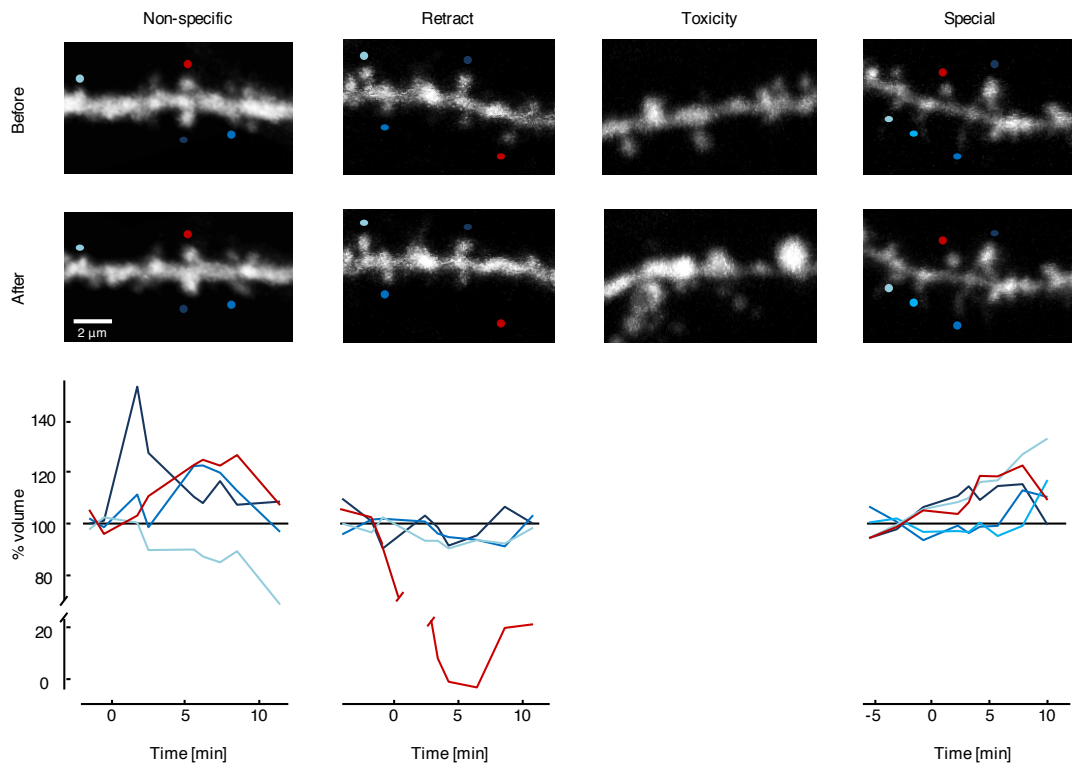 Non-specific
Retract
Toxicity
Special
Before
After
2 µm
% volume
140
120
100
80
20
0
0
5
10
0
5
10
-5
0
5
10
Time [min]
Time [min]
Time [min]